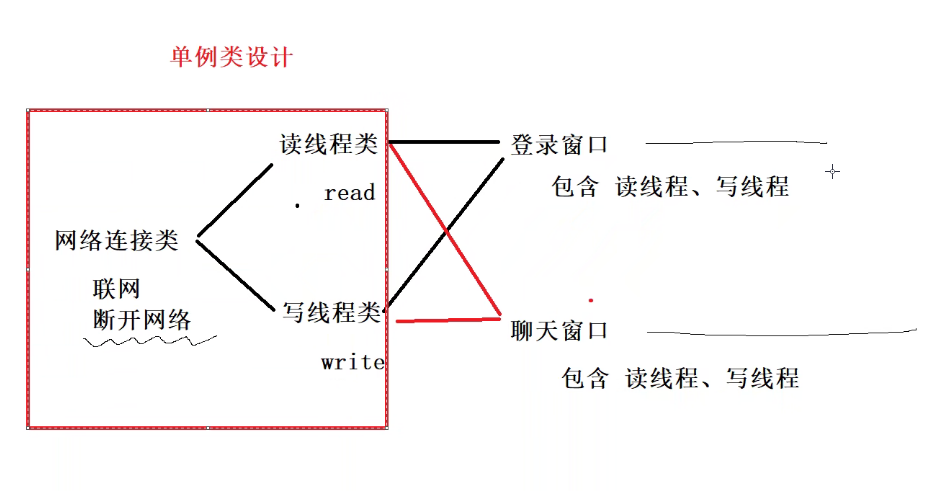 单例类设计
读线程类
read
网络连接类
联网
断开网络
写线程类
write
登录窗口
包含 读线程、写线程
聊天窗口
包含 读线程、写线程